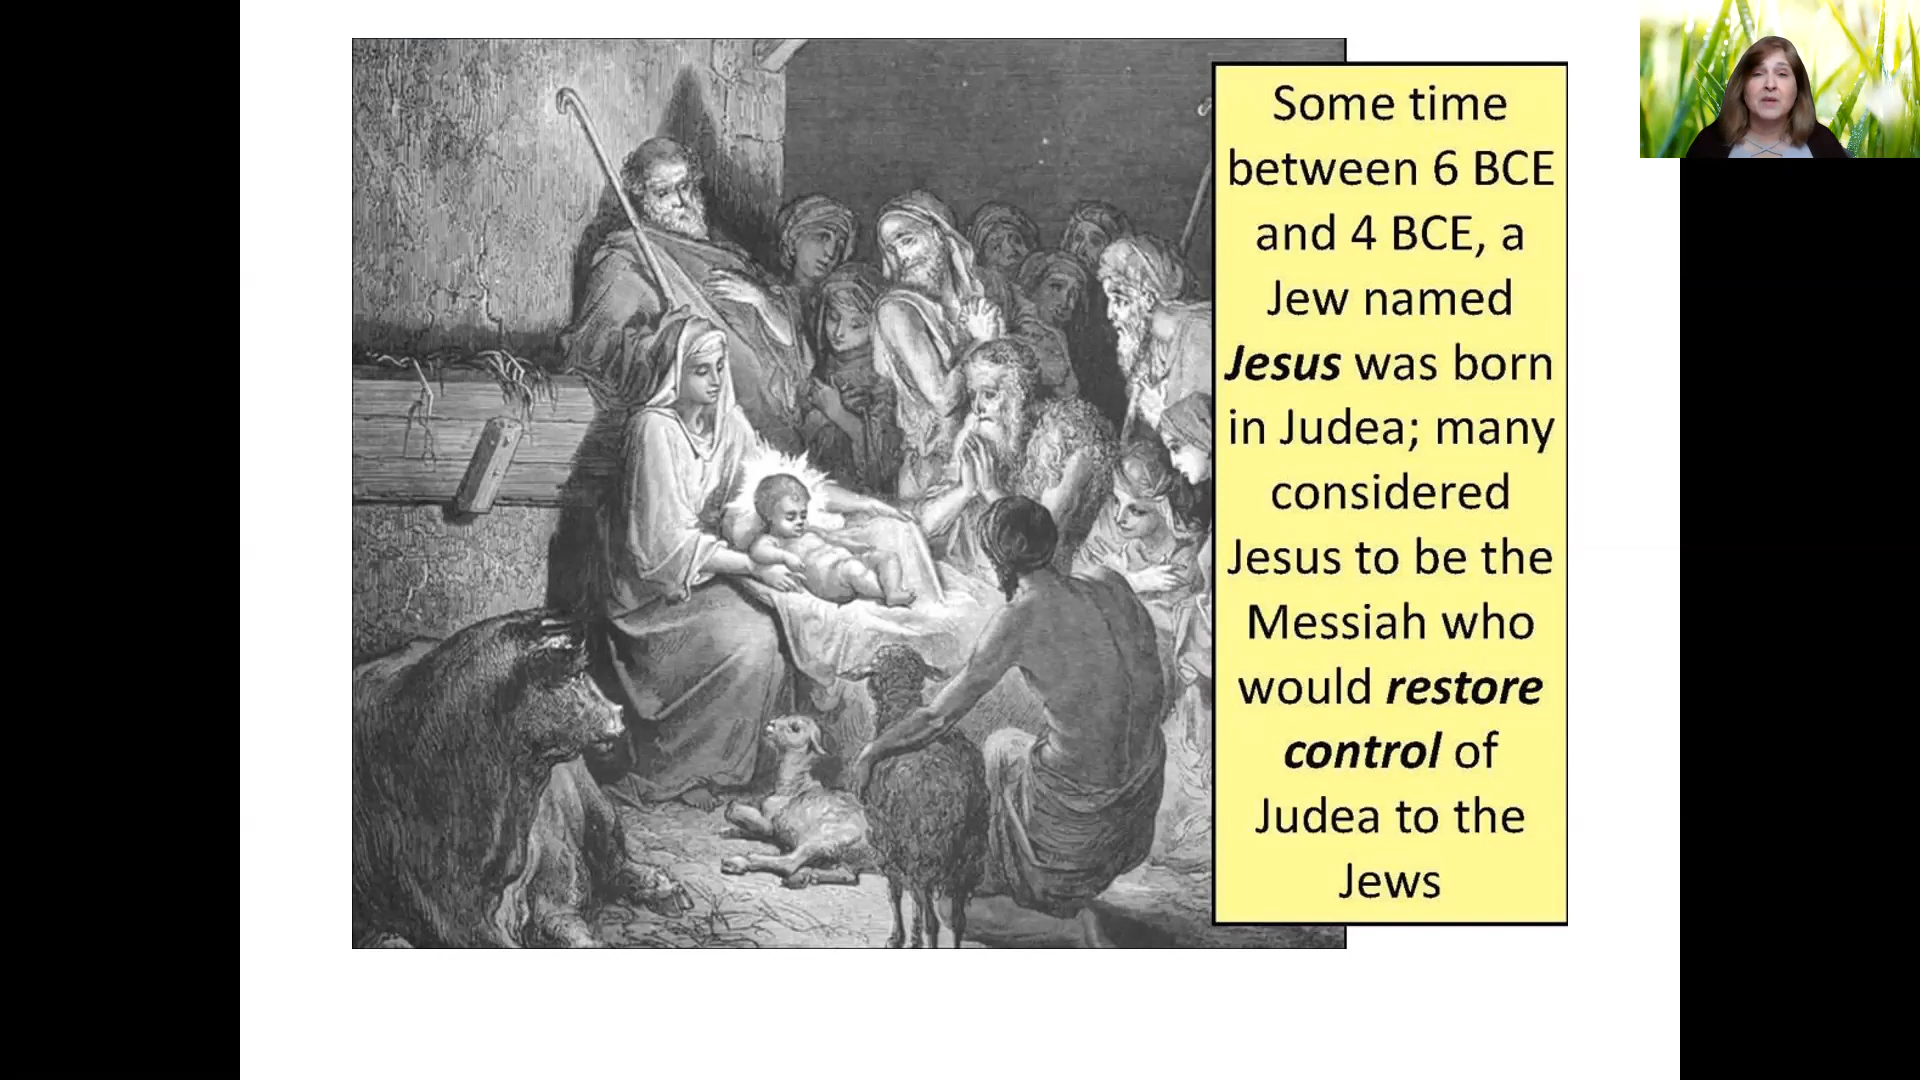 Some time
between 6 BCE
and 4 BCE, a
Jew named
Jesus was born
in Judea; many
considered
Jesus to be the
Messiah who
would restore
control of
Judea to the
Jews